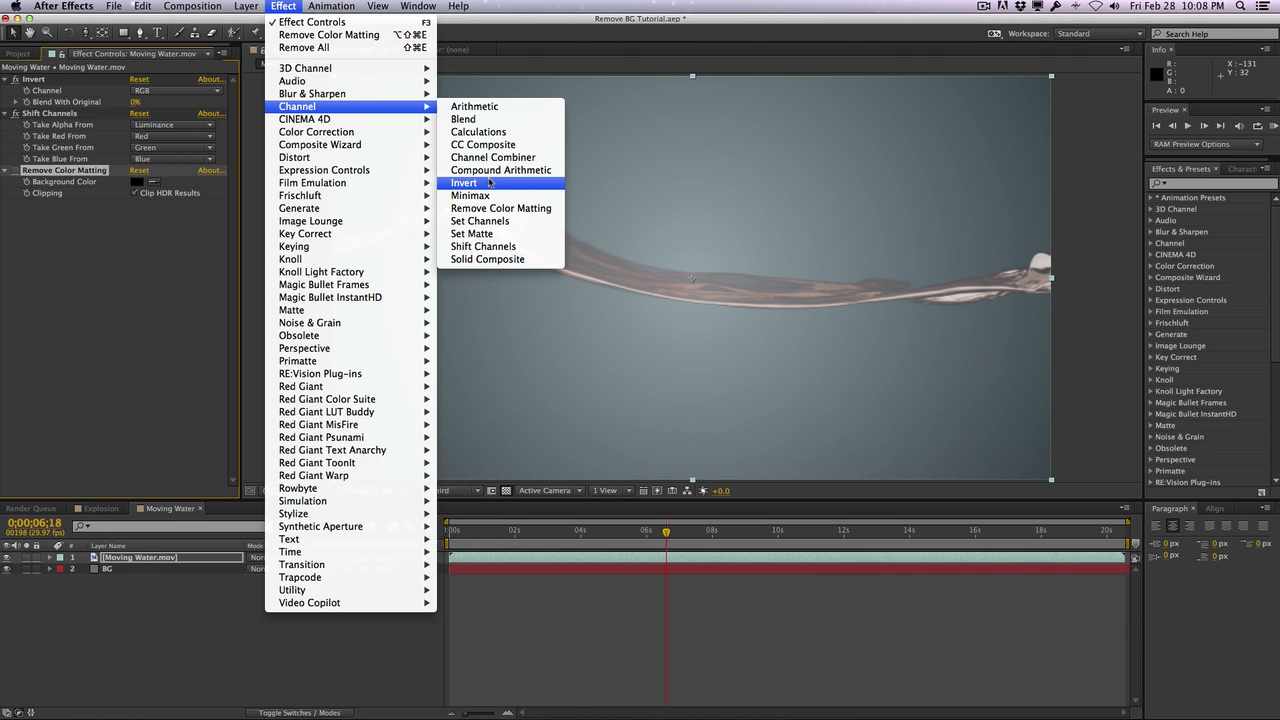 After Effects File Edit Composition Layer Effect Animation View Window Help Fri Feb 28 10:08 PM
Remove BG Tutorial.aep *
Workspace: Standard Search Help
Project Effect Controls: Moving Water.mov
Moving Water • Moving Water.mov
Invert Reset About...
Channel RGB
Blend With Original 0%
Shift Channels Reset About...
Take Alpha From Luminance
Take Red From Red
Take Green From Green
Take Blue From Blue
Remove Color Matting Reset About...
Background Color
Clipping Clip HDR Results
Effect Controls F3
Remove Color Matting ⌥⇧⌘E
Remove All ⇧⌘E
3D Channel
Audio
Blur & Sharpen
Channel
CINEMA 4D
Color Correction
Composite Wizard
Distort
Expression Controls
Film Emulation
Frischluft
Generate
Image Lounge
Key Correct
Keying
Knoll
Knoll Light Factory
Magic Bullet Frames
Magic Bullet InstantHD
Matte
Noise & Grain
Obsolete
Perspective
Primatte
RE:Vision Plug-ins
Red Giant
Red Giant Color Suite
Red Giant LUT Buddy
Red Giant MisFire
Red Giant Psunami
Red Giant Text Anarchy
Red Giant ToonIt
Red Giant Warp
Rowbyte
Simulation
Stylize
Synthetic Aperture
Text
Time
Transition
Trapcode
Utility
Video Copilot
Arithmetic
Blend
Calculations
CC Composite
Channel Combiner
Compound Arithmetic
Invert
Minimax
Remove Color Matting
Set Channels
Set Matte
Shift Channels
Solid Composite
(none)
Info
R: X: -131
G: Y: 32
B:
A: 0
Preview
RAM Preview Options
Effects & Presets Charact
* Animation Presets
3D Channel
Audio
Blur & Sharpen
Channel
CINEMA 4D
Color Correction
Composite Wizard
Distort
Expression Controls
Film Emulation
Frischluft
Generate
Image Lounge
Key Correct
Keying
Knoll
Knoll Light Factory
Magic Bullet Frames
Magic Bullet InstantHD
Matte
Noise & Grain
Obsolete
Perspective
Primatte
RE:Vision Plug-ins
Third Active Camera 1 View +0.0
Render Queue Explosion Moving Water
0;00;06;18
00198 (29.97 fps)
# Layer Name Mode
1 [Moving Water.mov] Nor
2 BG Nor
:00s 02s 04s 06s 08s 10s 12s 14s 16s 18s 20s
Paragraph Align
0 px 0 px 0 px
0 px 0 px
Toggle Switches / Modes